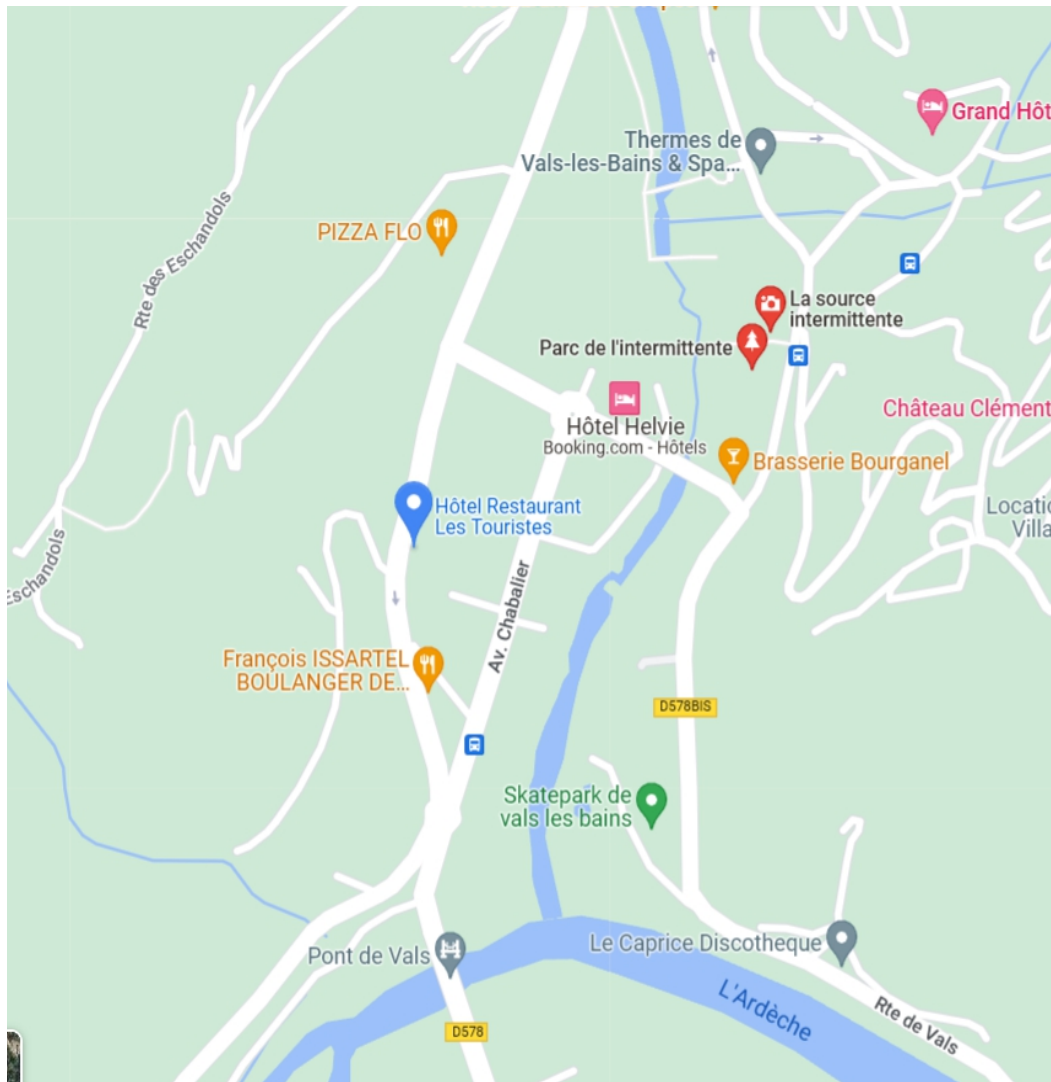 Grand Hôt
Thermes de
Vals-les-Bains & Spa...
PIZZA FLO
Rte des Eschandols
La source
intermittente
Parc de l'intermittente
Hôtel Helvie
Booking.com - Hôtels
Château Clément
Brasserie Bourganel
Hôtel Restaurant
Les Touristes
Locatio
Villa
Eschandols
Av. Chabalier
François ISSARTEL
BOULANGER DE...
D578BIS
Skatepark de
vals les bains
Pont de Vals
Le Caprice Discotheque
L'Ardèche
Rte de Vals
D578